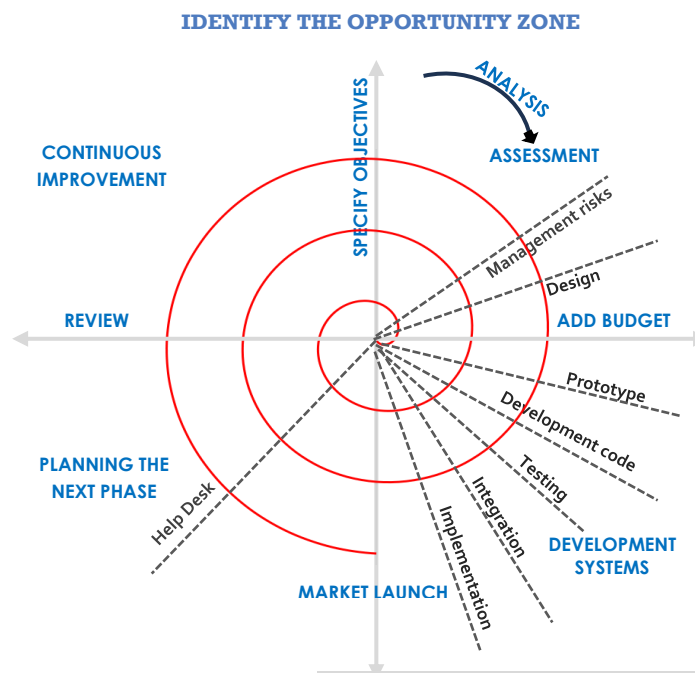 IDENTIFY THE OPPORTUNITY ZONE
ANALYSIS
SPECIFY OBJECTIVES
CONTINUOUS
IMPROVEMENT
ASSESSMENT
Management risks
Design
REVIEW
ADD BUDGET
Prototype
Development code
Testing
Integration
Implementation
PLANNING THE
NEXT PHASE
Help Desk
DEVELOPMENT
SYSTEMS
MARKET LAUNCH